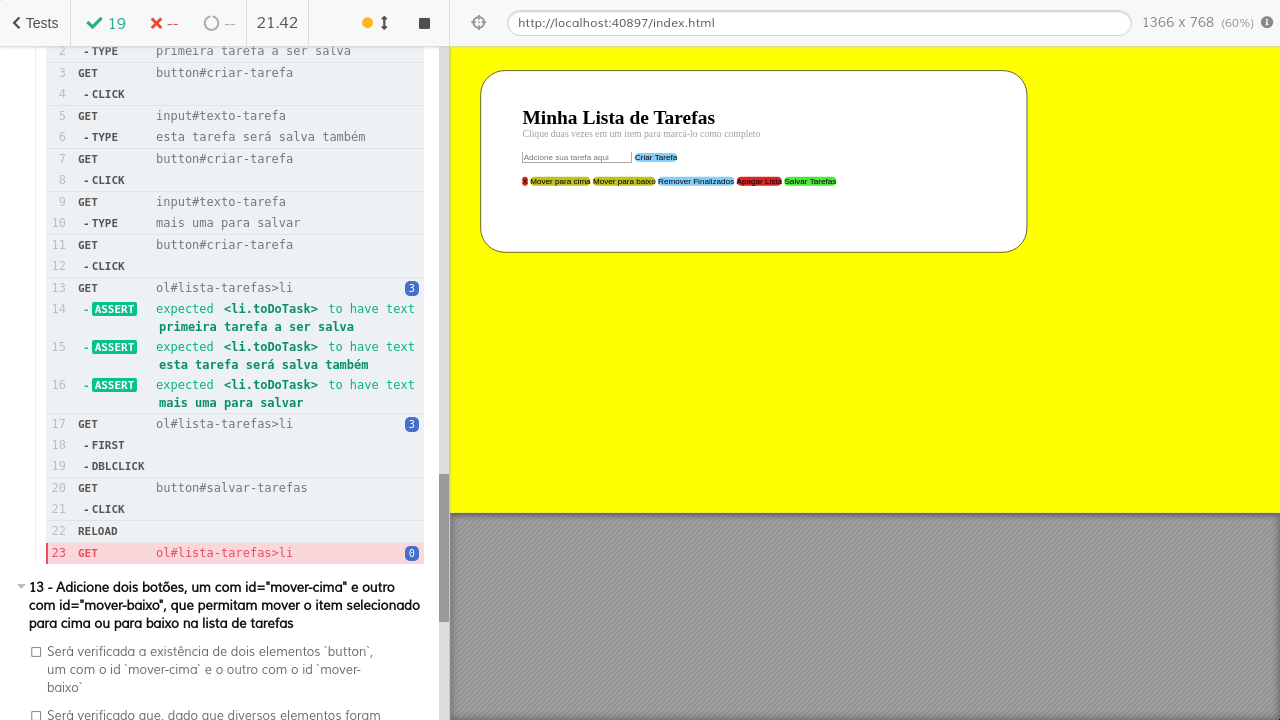 Tests
19
--
--
21.42
http://localhost:40897/index.html
1366 x 768 (60%)
2 -TYPE primeira tarefa a ser salva
3 GET button#criar-tarefa
4 -CLICK
5 GET input#texto-tarefa
6 -TYPE esta tarefa será salva também
7 GET button#criar-tarefa
8 -CLICK
9 GET input#texto-tarefa
10 -TYPE mais uma para salvar
11 GET button#criar-tarefa
12 -CLICK
13 GET ol#lista-tarefas>li 3
14 -ASSERT expected <li.toDoTask> to have text
primeira tarefa a ser salva
15 -ASSERT expected <li.toDoTask> to have text
esta tarefa será salva também
16 -ASSERT expected <li.toDoTask> to have text
mais uma para salvar
17 GET ol#lista-tarefas>li 3
18 -FIRST
19 -DBLCLICK
20 GET button#salvar-tarefas
21 -CLICK
22 RELOAD
23 GET ol#lista-tarefas>li 0
13 - Adicione dois botões, um com id="mover-cima" e outro
com id="mover-baixo", que permitam mover o item selecionado
para cima ou para baixo na lista de tarefas
Será verificada a existência de dois elementos `button`,
um com o id `mover-cima` e o outro com o id `mover-
baixo`
Será verificado que, dado que diversos elementos foram
Minha Lista de Tarefas
Clique duas vezes em um item para marcá-lo como completo
Adcione sua tarefa aqui Criar Tarefa
X Mover para cima Mover para baixo Remover Finalizados Apagar Lista Salvar Tarefas